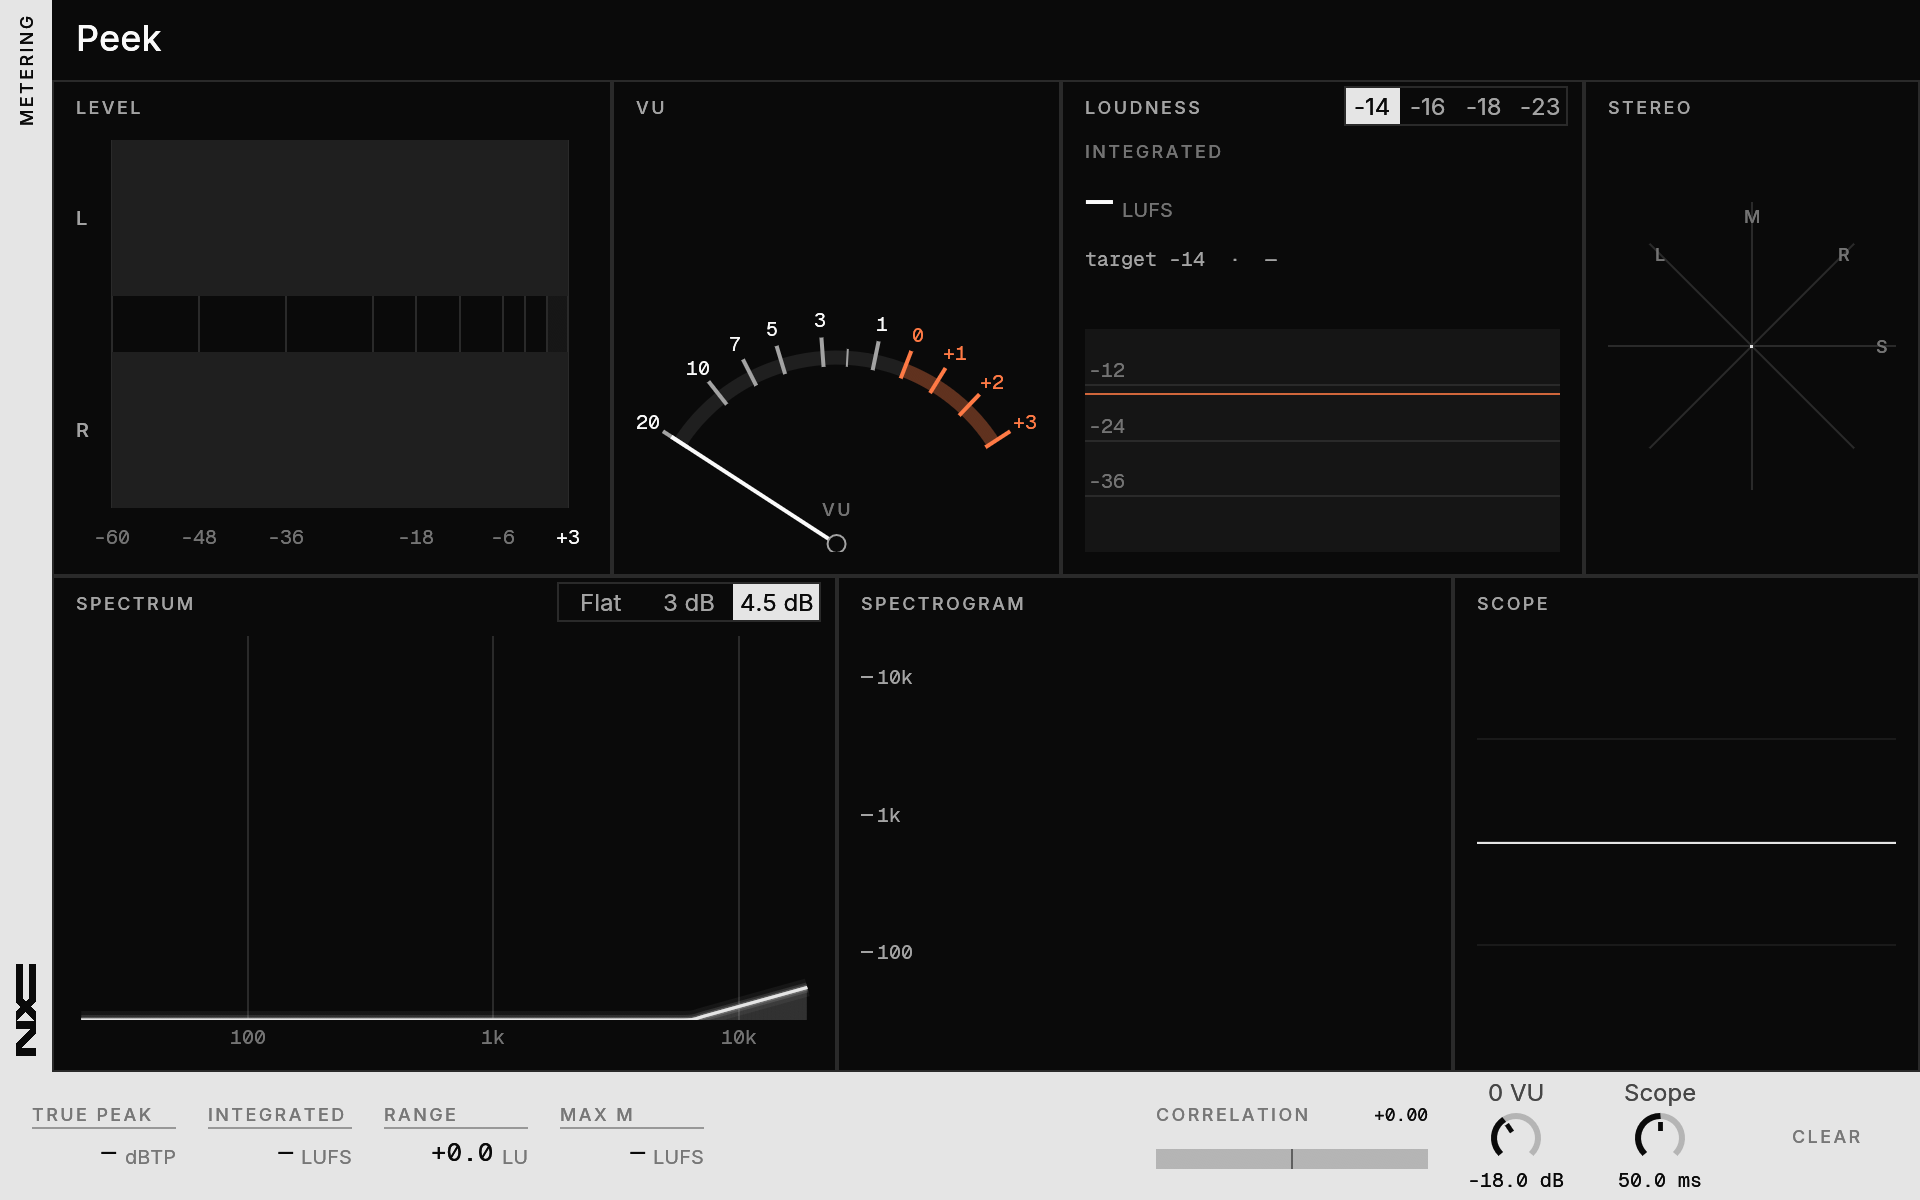 METERING
Peek
LEVEL
L
R
-60 -48 -36 -18 -6 +3
VU
20 10 7 5 3 1 0 +1 +2 +3
VU
LOUDNESS -14 -16 -18 -23
INTEGRATED
— LUFS
target -14 · —
-12
-24
-36
STEREO
M
L R
S
SPECTRUM Flat 3 dB 4.5 dB
100 1k 10k
SPECTROGRAM
10k
1k
100
SCOPE
NXE
TRUE PEAK
— dBTP
INTEGRATED
— LUFS
RANGE
+0.0 LU
MAX M
— LUFS
CORRELATION +0.00
0 VU
-18.0 dB
Scope
50.0 ms
CLEAR